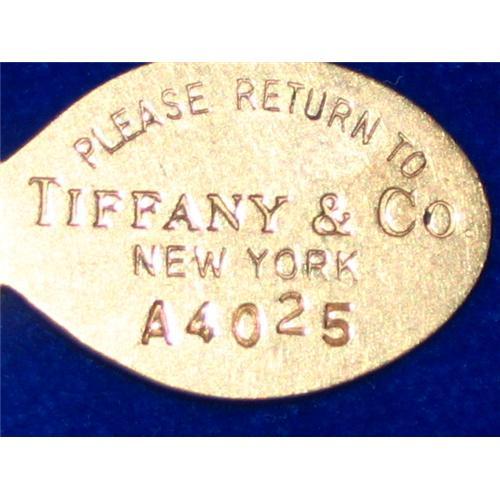 PLEASE RETURN TO
TIFFANY & CO
NEW YORK
A4025